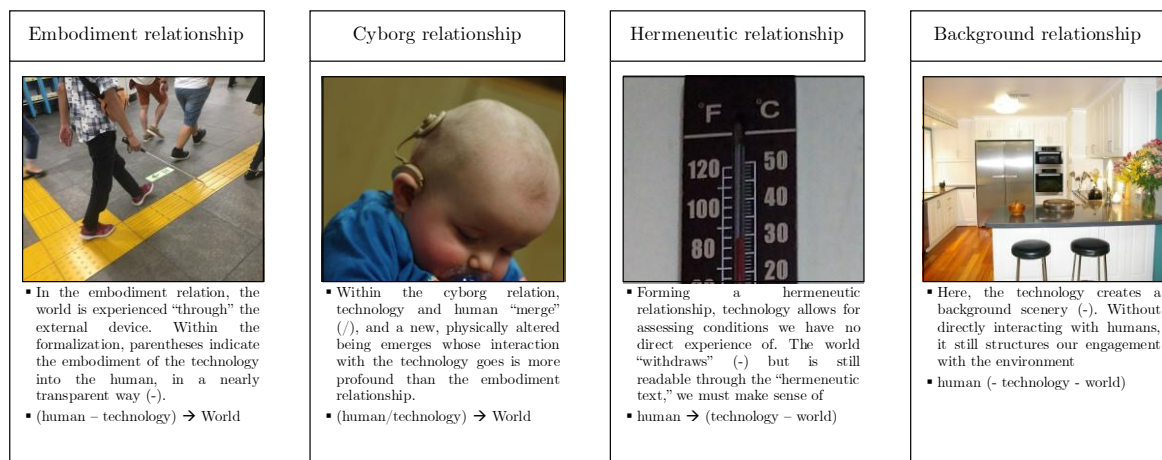 Embodiment relationship
▪ In the embodiment relation, the
world is experienced “through” the
external device. Within the
formalization, parentheses indicate
the embodiment of the technology
into the human, in a nearly
transparent way (-).
▪ (human – technology) → World
Cyborg relationship
▪ Within the cyborg relation,
technology and human “merge”
(/), and a new, physically altered
being emerges whose interaction
with the technology goes is more
profound than the embodiment
relationship.
▪ (human/technology) → World
Hermeneutic relationship
°F °C
120 50
40
100
30
80
20
▪ Forming a hermeneutic
relationship, technology allows for
assessing conditions we have no
direct experience of. The world
“withdraws” (-) but is still
readable through the “hermeneutic
text,” we must make sense of
▪ human → (technology – world)
Background relationship
▪ Here, the technology creates a
background scenery (-). Without
directly interacting with humans,
it still structures our engagement
with the environment
▪ human (- technology - world)